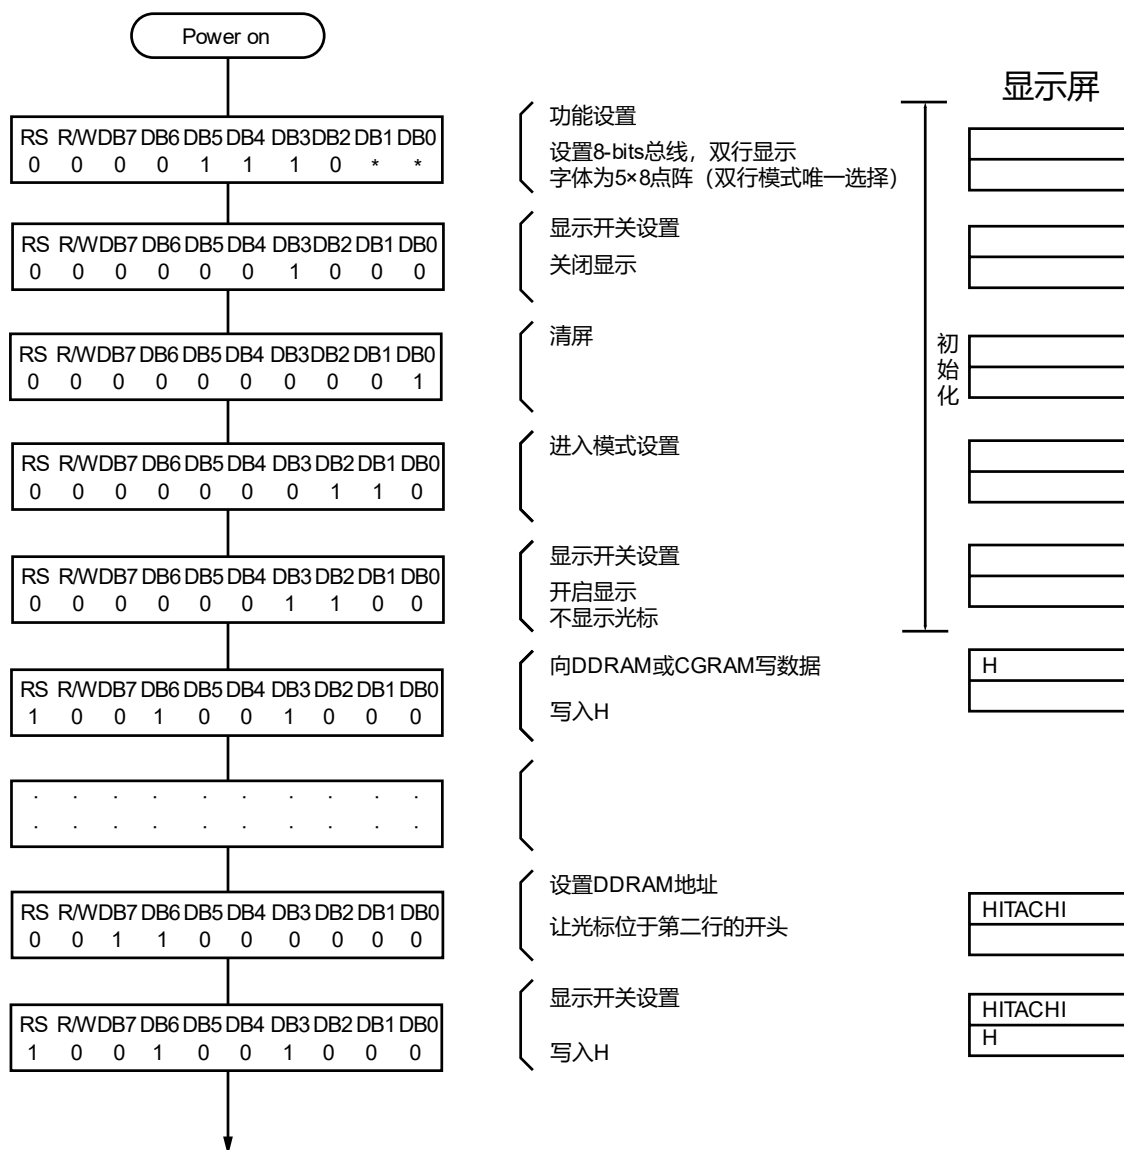 Power on
显示屏
RS R/W DB7 DB6 DB5 DB4 DB3 DB2 DB1 DB0
0 0 0 0 1 1 1 0 * *
功能设置
设置8-bits总线，双行显示
字体为5×8点阵（双行模式唯一选择）
RS R/W DB7 DB6 DB5 DB4 DB3 DB2 DB1 DB0
0 0 0 0 0 0 1 0 0 0
显示开关设置
关闭显示
RS R/W DB7 DB6 DB5 DB4 DB3 DB2 DB1 DB0
0 0 0 0 0 0 0 0 0 1
清屏
初始化
RS R/W DB7 DB6 DB5 DB4 DB3 DB2 DB1 DB0
0 0 0 0 0 0 0 1 1 0
进入模式设置
RS R/W DB7 DB6 DB5 DB4 DB3 DB2 DB1 DB0
0 0 0 0 0 0 1 1 0 0
显示开关设置
开启显示
不显示光标
RS R/W DB7 DB6 DB5 DB4 DB3 DB2 DB1 DB0
1 0 0 1 0 0 1 0 0 0
向DDRAM或CGRAM写数据
写入H
H
. . . . . . . . . .
. . . . . . . . . .
RS R/W DB7 DB6 DB5 DB4 DB3 DB2 DB1 DB0
0 0 1 1 0 0 0 0 0 0
设置DDRAM地址
让光标位于第二行的开头
HITACHI
RS R/W DB7 DB6 DB5 DB4 DB3 DB2 DB1 DB0
1 0 0 1 0 0 1 0 0 0
显示开关设置
写入H
HITACHI
H